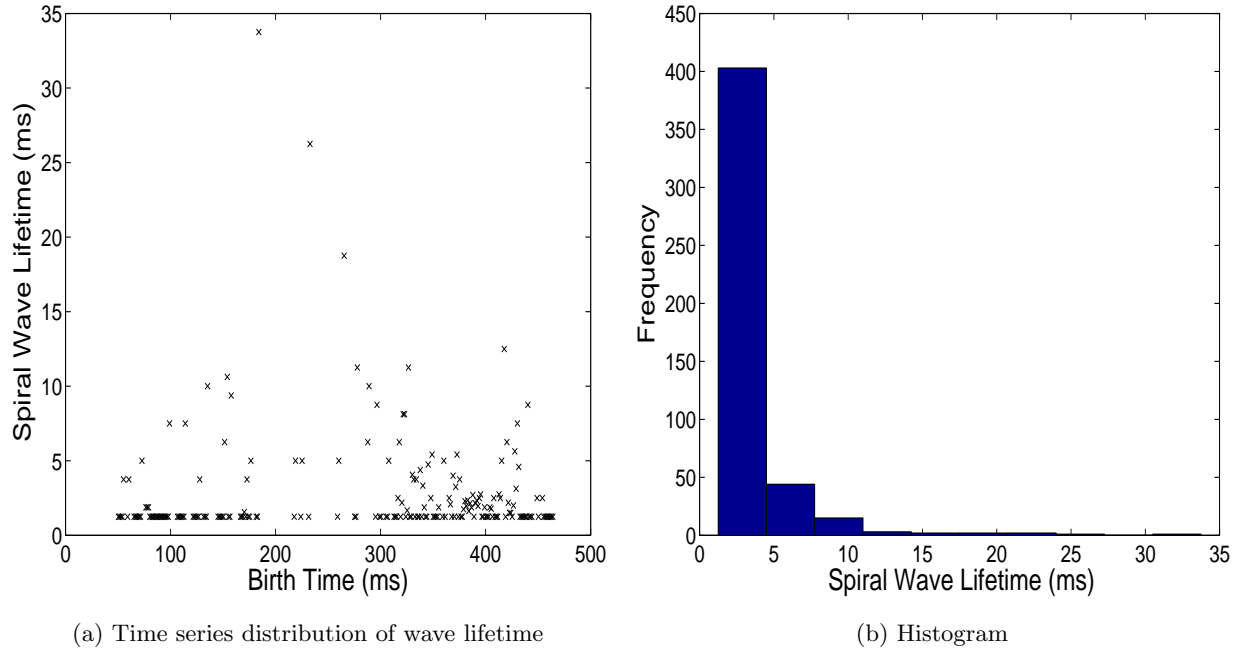 35
30
25
20
15
10
5
0
Spiral Wave Lifetime (ms)
0 100 200 300 400 500
Birth Time (ms)
(a) Time series distribution of wave lifetime
450
400
350
300
250
200
150
100
50
0
Frequency
0 5 10 15 20 25 30 35
Spiral Wave Lifetime (ms)
(b) Histogram